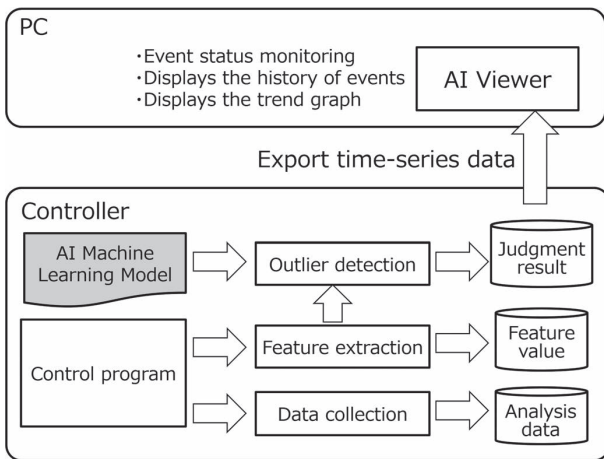 PC
・Event status monitoring
・Displays the history of events
・Displays the trend graph
AI Viewer
Export time-series data
Controller
AI Machine
Learning Model
Outlier detection
Judgment
result
Control program
Feature extraction
Feature
value
Data collection
Analysis
data